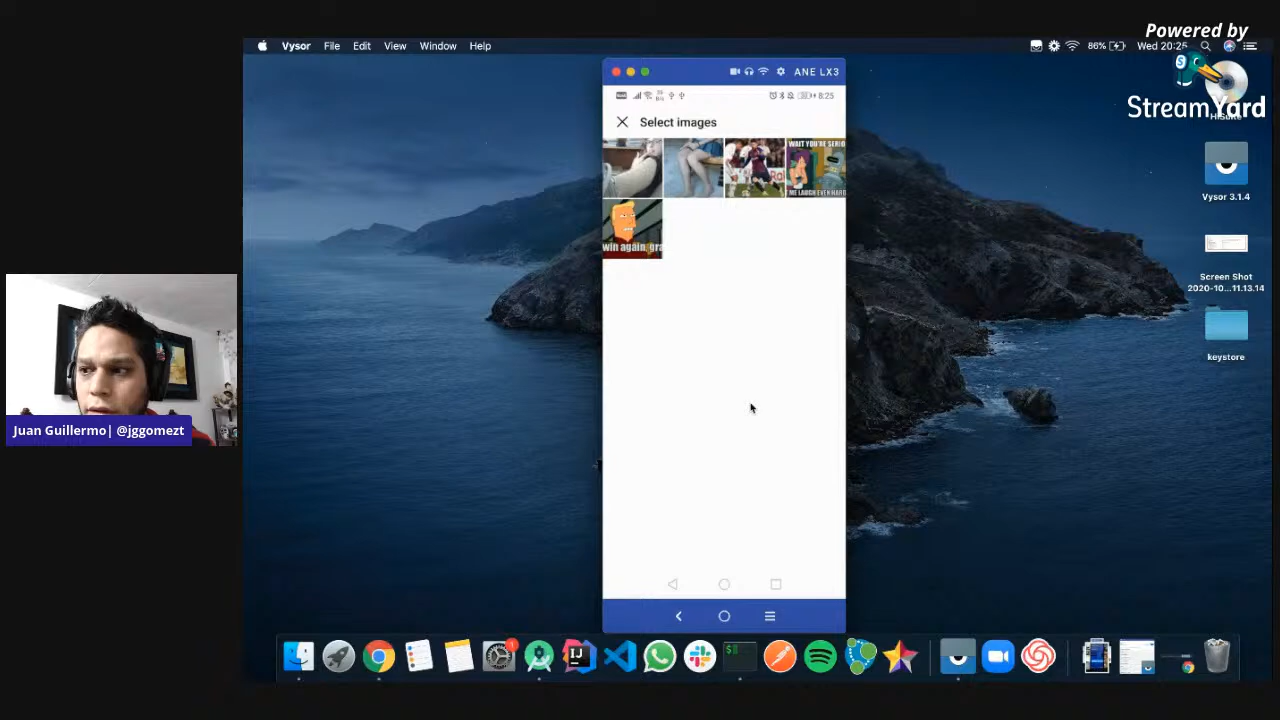 Powered by
StreamYard
Vysor File Edit View Window Help
86% Wed 20:25
ANE LX3
8:25
Select images
WAIT YOU'RE SERIO
ME LAUGH EVEN HARD
win again, gra
Vysor 3.1.4
Screen Shot
2020-10...11.13.14
keystore
Juan Guillermo| @jggomezt